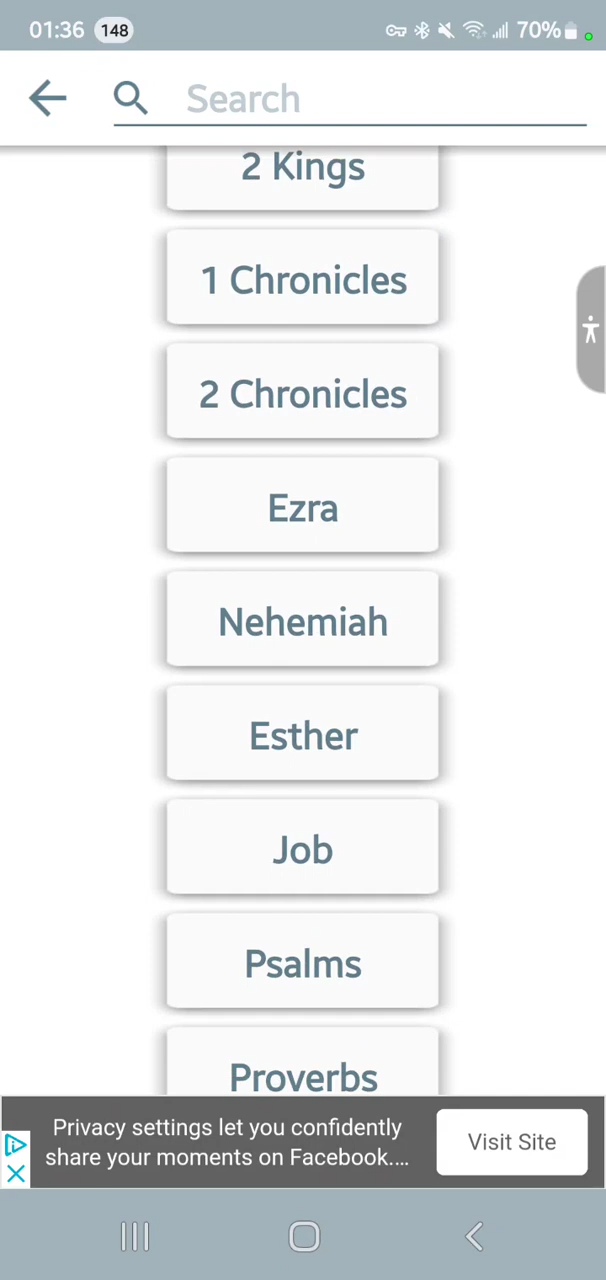 01:36 148 70%
Search
2 Kings
1 Chronicles
2 Chronicles
Ezra
Nehemiah
Esther
Job
Psalms
Proverbs
Privacy settings let you confidently
share your moments on Facebook....
Visit Site